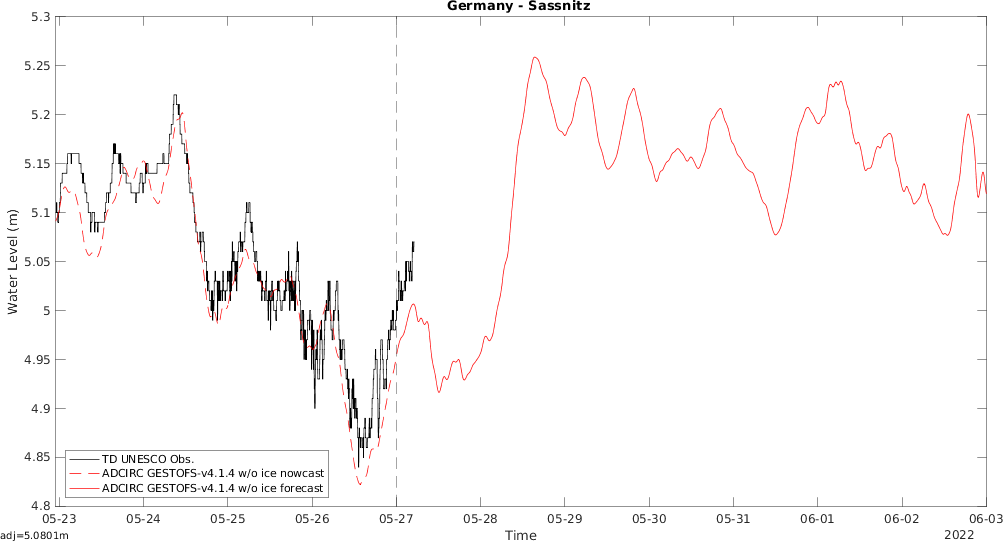 Germany - Sassnitz
5.3
5.25
5.2
5.15
5.1
5.05
5
4.95
4.9
4.85
4.8
Water Level (m)
TD UNESCO Obs.
ADCIRC GESTOFS-v4.1.4 w/o ice nowcast
ADCIRC GESTOFS-v4.1.4 w/o ice forecast
05-23 05-24 05-25 05-26 05-27 05-28 05-29 05-30 05-31 06-01 06-02 06-03
adj=5.0801m Time 2022